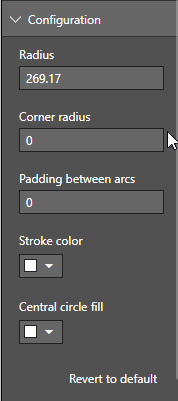 Configuration
Radius
269.17
Corner radius
0
Padding between arcs
0
Stroke color
Central circle fill
Revert to default